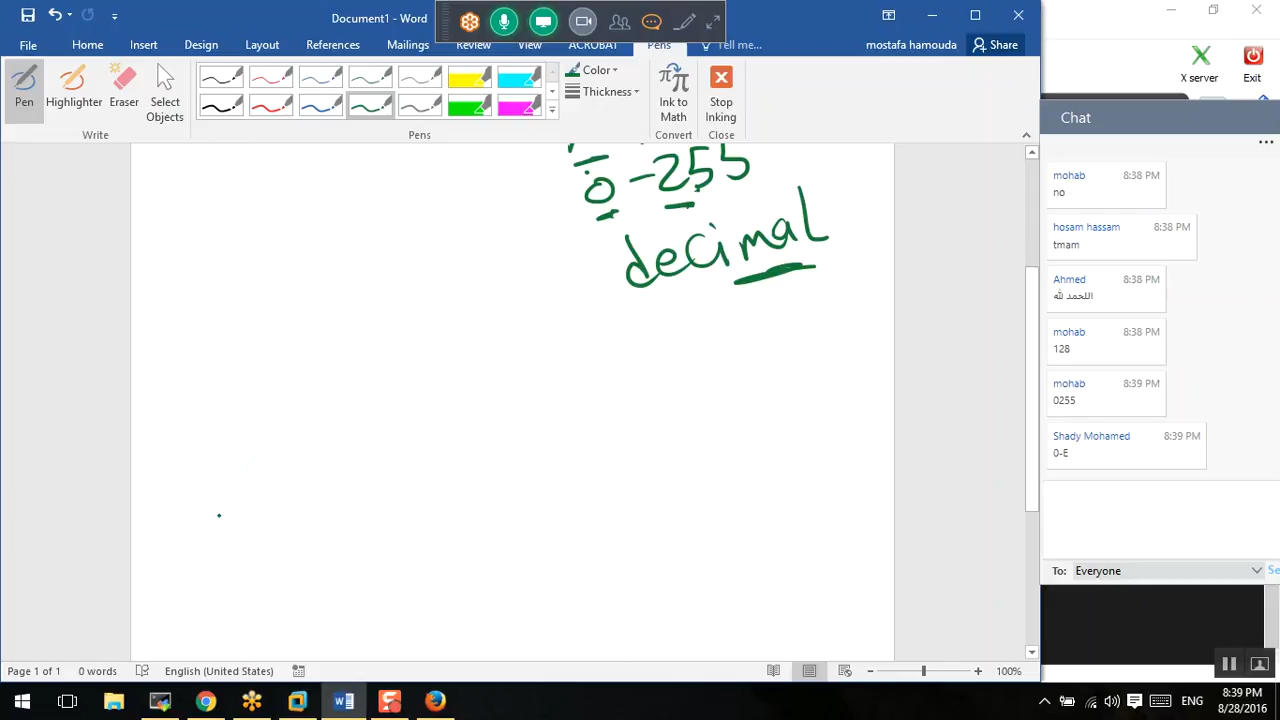 Document1 - Word
mostafa hamouda
Share
File
Home
Insert
Design
Layout
References
Mailings
Review
View
ACROBAT
Pens
Tell me...
Pen
Highlighter
Eraser
Select Objects
Color
Thickness
Ink to Math
Stop Inking
Write
Pens
Convert
Close
X server
Exit
0 - 255
decimal
Chat
mohab 8:38 PM
no
hosam hassam 8:38 PM
tmam
Ahmed 8:38 PM
اللحمد لله
mohab 8:38 PM
128
mohab 8:39 PM
0255
Shady Mohamed 8:39 PM
0-E
To: Everyone
Se
Page 1 of 1
0 words
English (United States)
100%
ENG
8:39 PM
8/28/2016